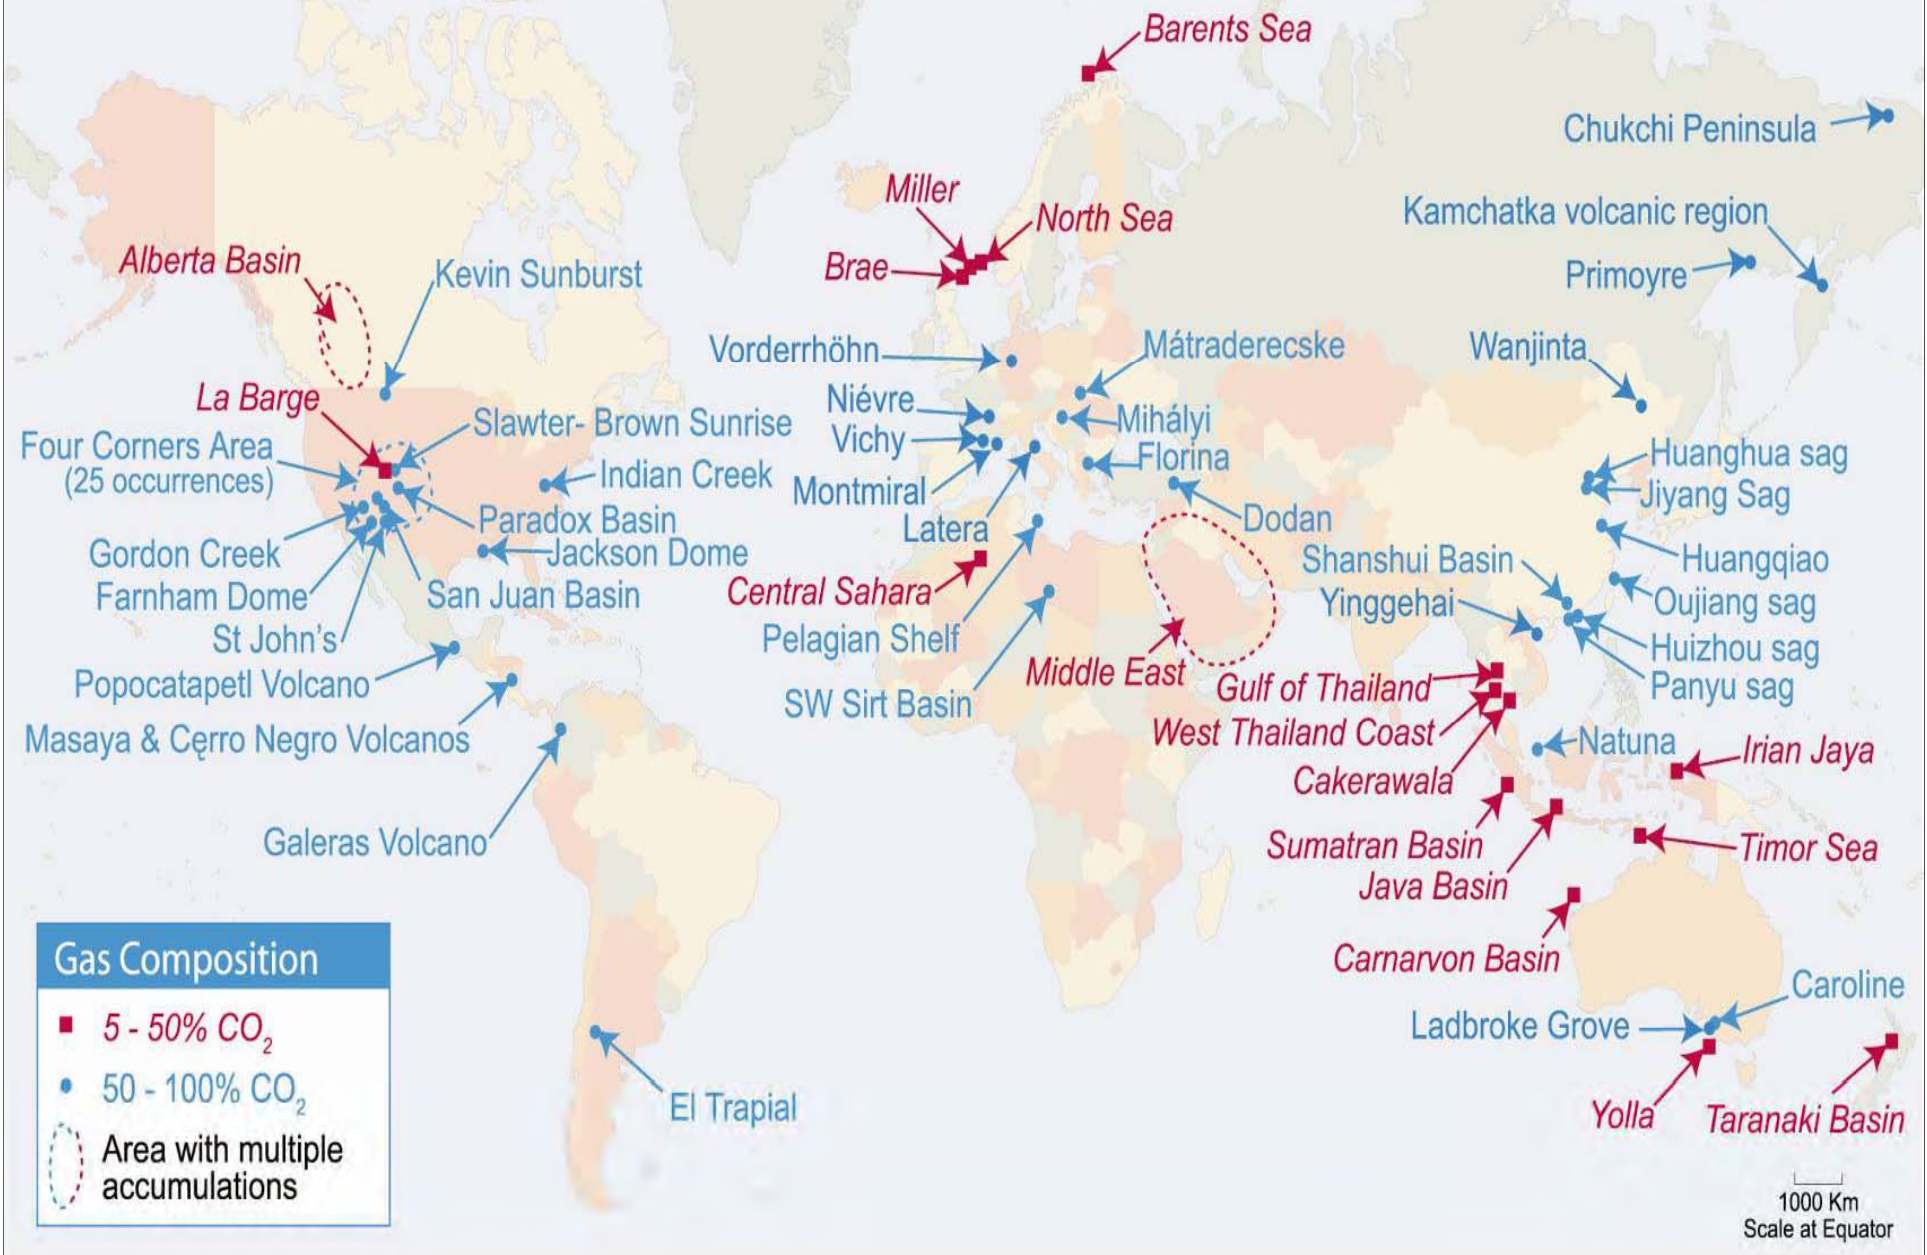 Barents Sea
Chukchi Peninsula
Miller
North Sea
Kamchatka volcanic region
Alberta Basin
Kevin Sunburst
Brae
Primoyre
Vorderrhöhn
Mátraderecske
Wanjinta
La Barge
Niévre
Slawter- Brown Sunrise
Mihályi
Four Corners Area
(25 occurrences)
Vichy
Florina
Huanghua sag
Indian Creek
Montmiral
Jiyang Sag
Paradox Basin
Latera
Dodan
Gordon Creek
Jackson Dome
Shanshui Basin
Huangqiao
Farnham Dome
San Juan Basin
Central Sahara
Yinggehai
Oujiang sag
St John's
Pelagian Shelf
Huizhou sag
Popocatapetl Volcano
Middle East
Gulf of Thailand
Panyu sag
SW Sirt Basin
Masaya & Cęrro Negro Volcanos
West Thailand Coast
Natuna
Irian Jaya
Cakerawala
Galeras Volcano
Sumatran Basin
Timor Sea
Java Basin
Carnarvon Basin
Caroline
Ladbroke Grove
El Trapial
Yolla
Taranaki Basin
Gas Composition
5 - 50% CO2
50 - 100% CO2
Area with multiple
accumulations
1000 Km
Scale at Equator